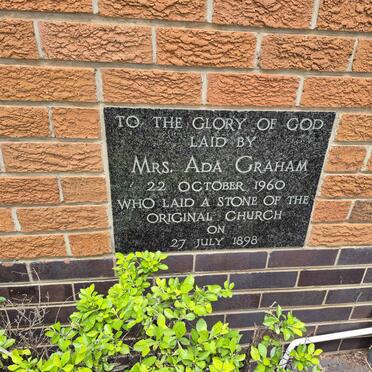 TO THE GLORY OF GOD
LAID BY
MRS. ADA GRAHAM
22 OCTOBER 1960
WHO LAID A STONE OF THE
ORIGINAL CHURCH
ON
27 JULY 1898